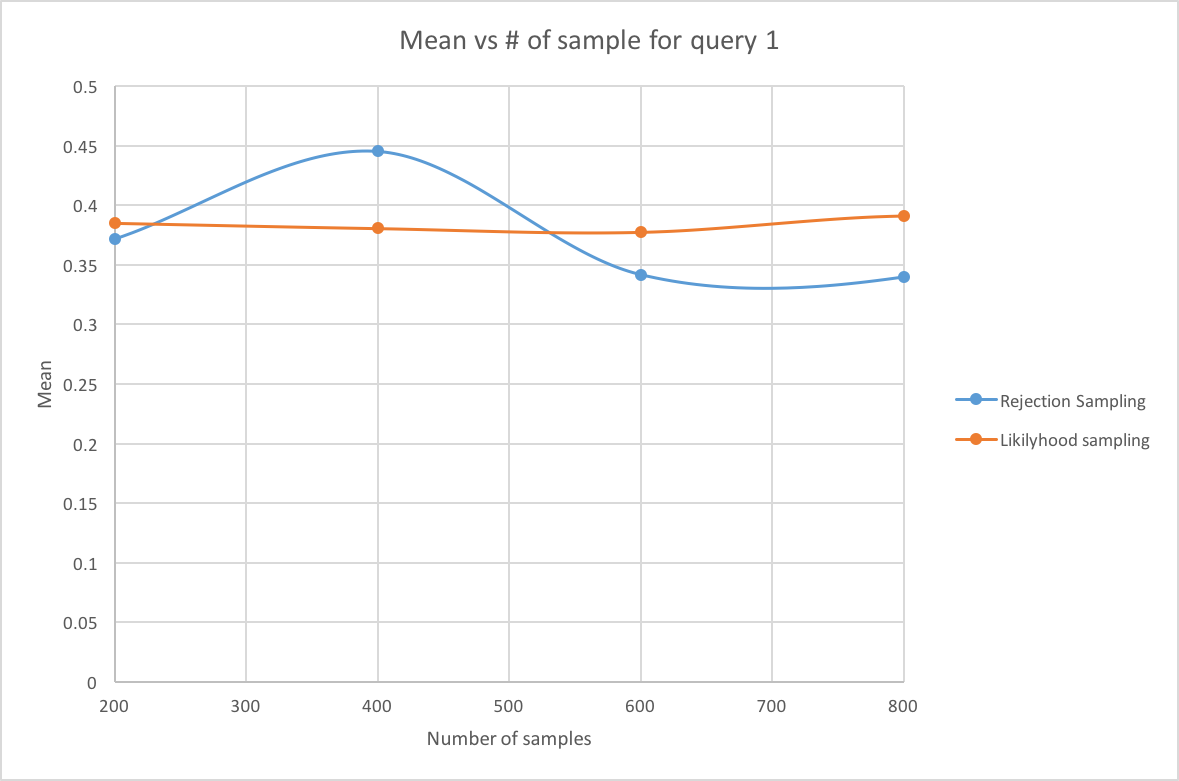 Mean vs # of sample for query 1
0.5
0.45
0.4
0.35
0.3
0.25
0.2
0.15
0.1
0.05
0
Mean
200 300 400 500 600 700 800
Number of samples
Rejection Sampling
Likilyhood sampling